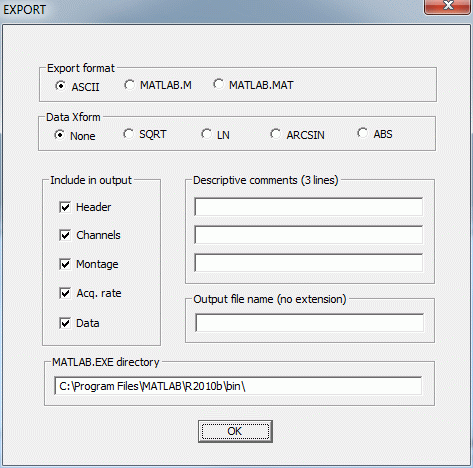 EXPORT
Export format
ASCII MATLAB.M MATLAB.MAT
Data Xform
None SQRT LN ARCSIN ABS
Include in output
Header
Channels
Montage
Acq. rate
Data
Descriptive comments (3 lines)
Output file name (no extension)
MATLAB.EXE directory
C:\Program Files\MATLAB\R2010b\bin\
OK